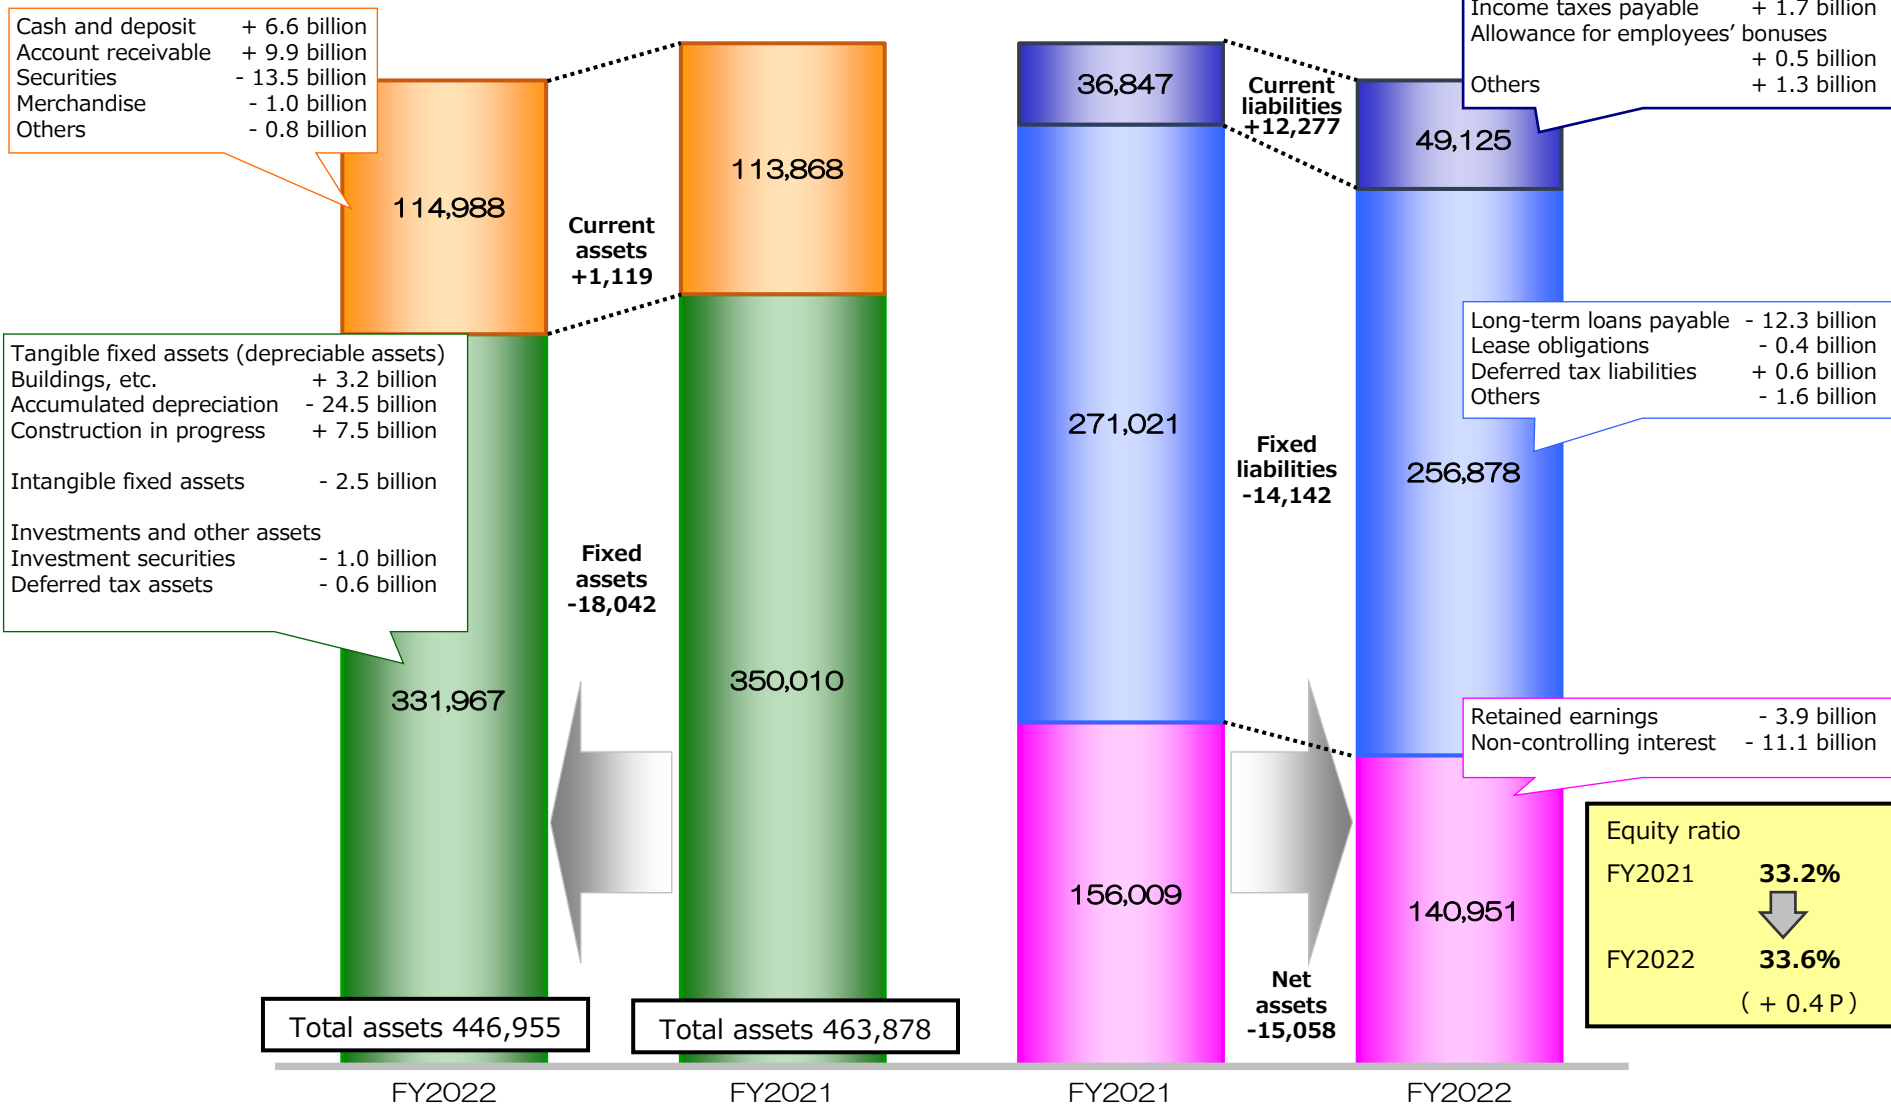 Cash and deposit + 6.6 billion
Account receivable + 9.9 billion
Securities - 13.5 billion
Merchandise - 1.0 billion
Others - 0.8 billion
114,988
Current
assets
+1,119
113,868
36,847
Current
liabilities
+12,277
Income taxes payable + 1.7 billion
Allowance for employees’ bonuses
+ 0.5 billion
Others + 1.3 billion
49,125
Tangible fixed assets (depreciable assets)
Buildings, etc. + 3.2 billion
Accumulated depreciation - 24.5 billion
Construction in progress + 7.5 billion
Intangible fixed assets - 2.5 billion
Investments and other assets
Investment securities - 1.0 billion
Deferred tax assets - 0.6 billion
331,967
Fixed
assets
-18,042
350,010
271,021
Fixed
liabilities
-14,142
Long-term loans payable - 12.3 billion
Lease obligations - 0.4 billion
Deferred tax liabilities + 0.6 billion
Others - 1.6 billion
256,878
156,009
Net
assets
-15,058
Retained earnings - 3.9 billion
Non-controlling interest - 11.1 billion
140,951
Equity ratio
FY2021 33.2%
FY2022 33.6%
( + 0.4 P )
Total assets 446,955
Total assets 463,878
FY2022
FY2021
FY2021
FY2022